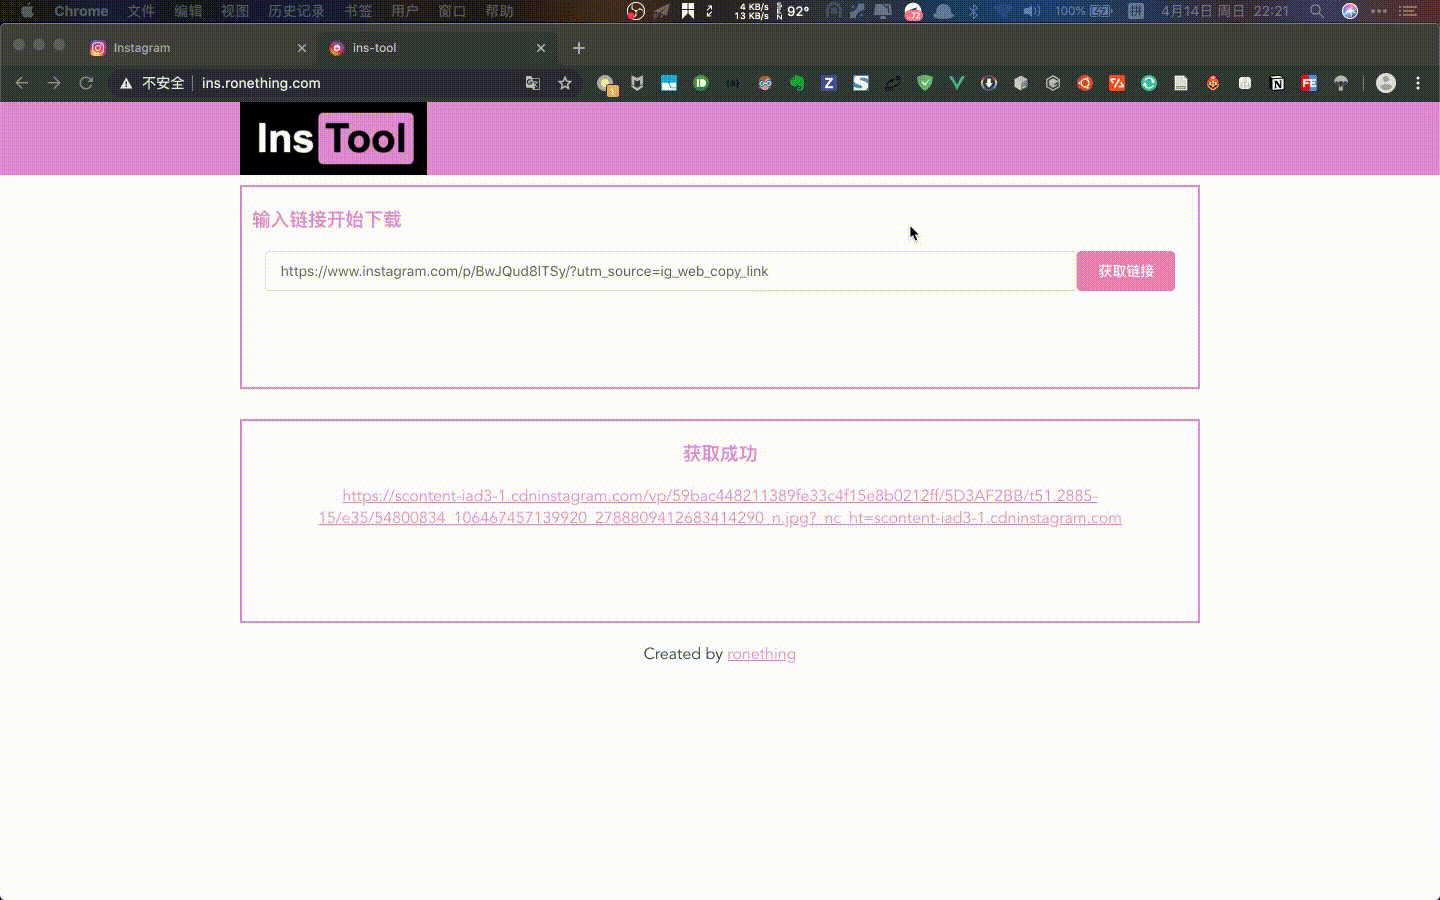 Chrome 文件 编辑 视图 历史记录 书签 用户 窗口 帮助 4 KB/s 13 KB/s 92° 72 100% 拼 4月14日 周日 22:21
Instagram ins-tool
不安全 ins.ronething.com
Ins Tool
输入链接开始下载
https://www.instagram.com/p/BwJQud8lTSy/?utm_source=ig_web_copy_link 获取链接
获取成功
https://scontent-iad3-1.cdninstagram.com/vp/59bac448211389fe33c4f15e8b0212ff/5D3AF2BB/t51.2885-
15/e35/54800834_106467457139920_2788809412683414290_n.jpg?_nc_ht=scontent-iad3-1.cdninstagram.com
Created by ronething